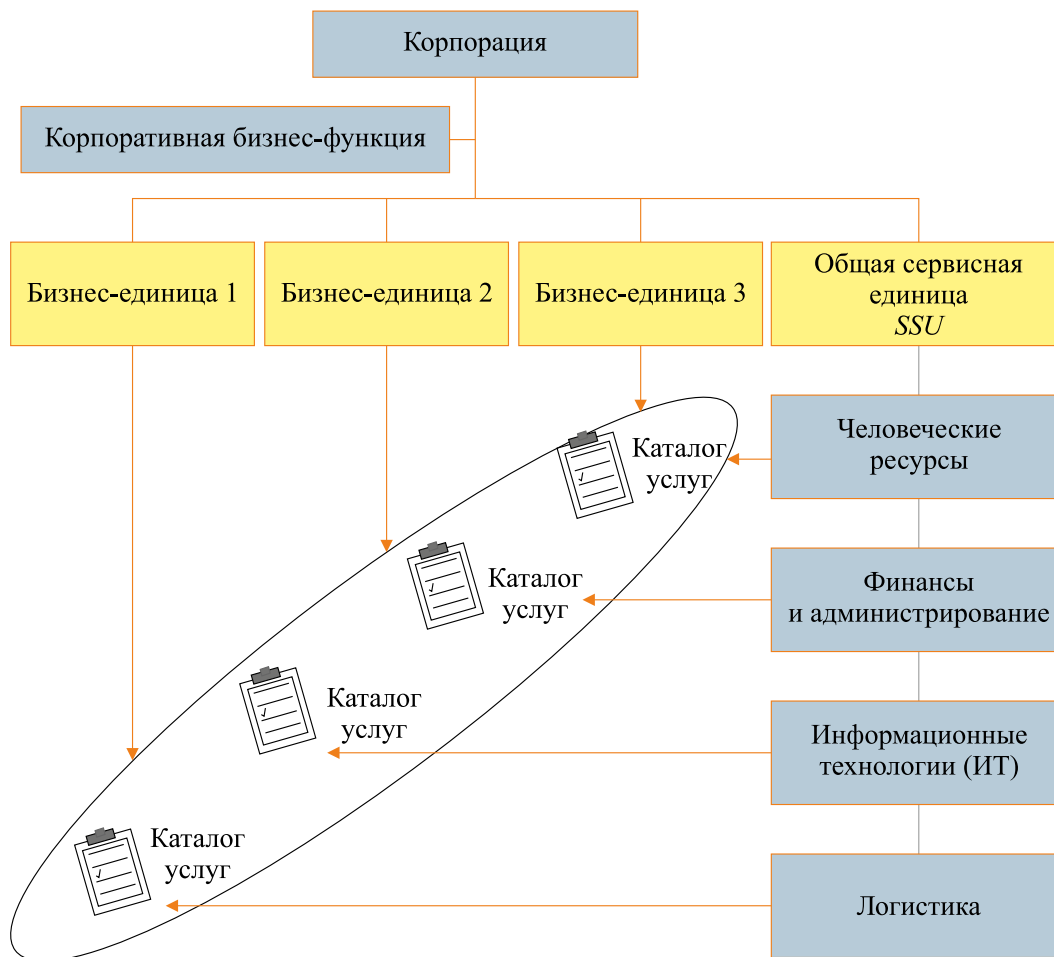 Корпорация
Корпоративная бизнес-функция
Бизнес-единица 1
Бизнес-единица 2
Бизнес-единица 3
Общая сервисная
единица
SSU
Человеческие
ресурсы
Каталог
услуг
Финансы
и администрирование
Каталог
услуг
Информационные
технологии (ИТ)
Каталог
услуг
Логистика
Каталог
услуг